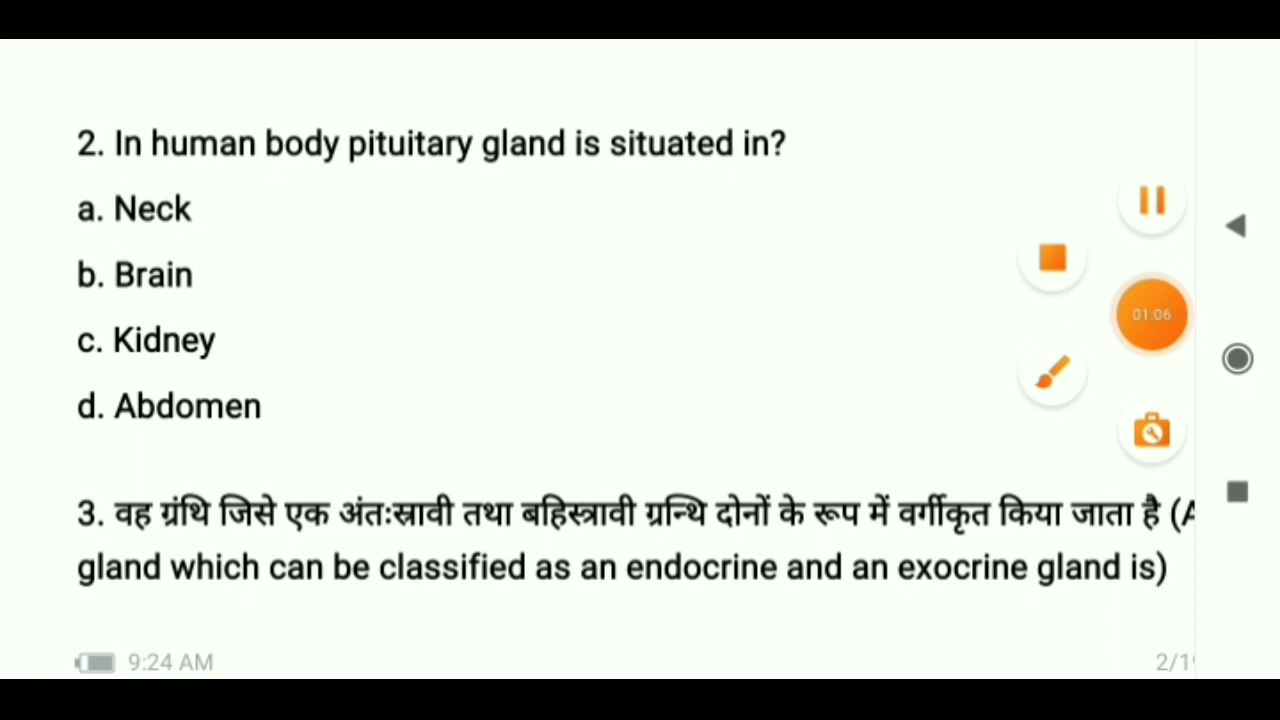 2. In human body pituitary gland is situated in?
a. Neck
b. Brain
01:06
c. Kidney
d. Abdomen
3. वह ग्रंथि जिसे एक अंतःस्रावी तथा बहिस्त्रावी ग्रन्थि दोनों के रूप में वर्गीकृत किया जाता है (A
gland which can be classified as an endocrine and an exocrine gland is)
9:24 AM